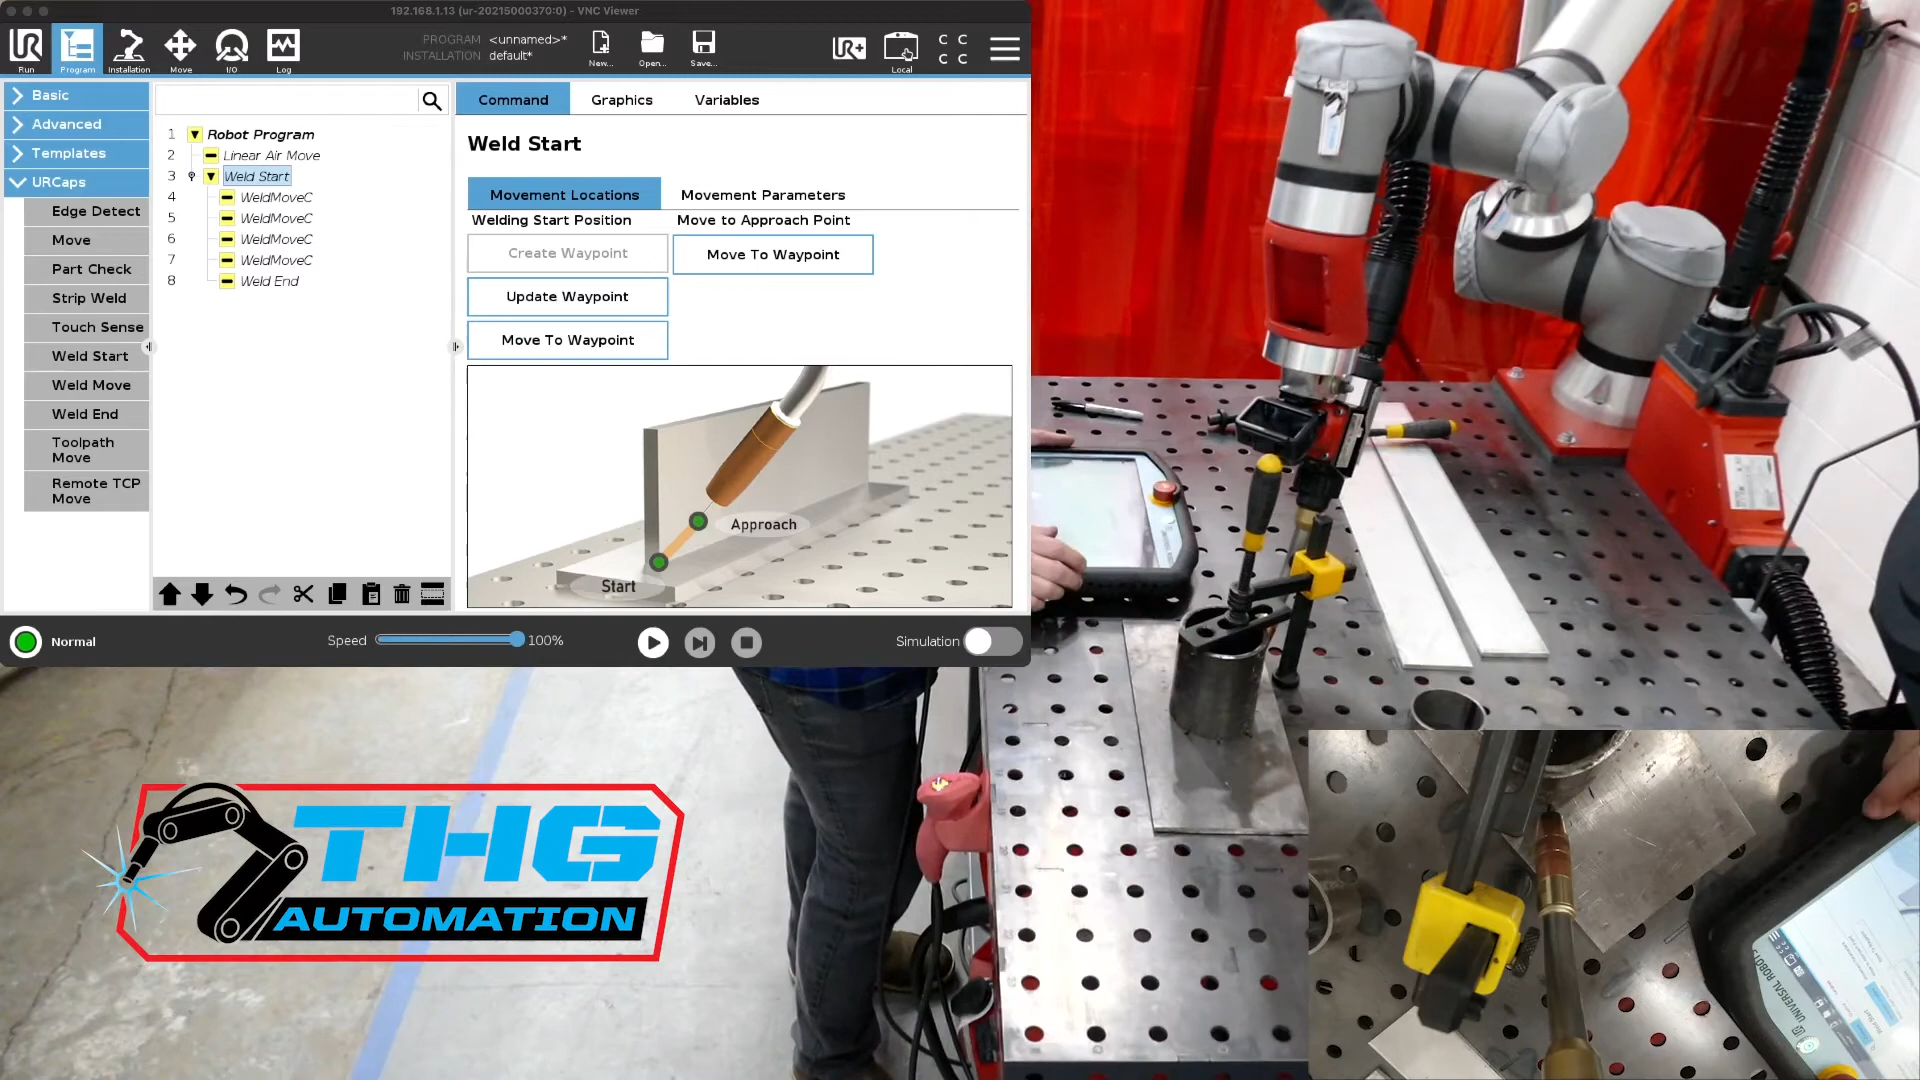 192.168.1.13 (ur-20215000370:0) - VNC Viewer
Run
Program
Installation
Move
I/O
Log
PROGRAM <unnamed>*
INSTALLATION default*
New...
Open...
Save...
UR+
Local
C C
C C
Basic
Advanced
Templates
URCaps
Edge Detect
Move
Part Check
Strip Weld
Touch Sense
Weld Start
Weld Move
Weld End
Toolpath
Move
Remote TCP
Move
1 Robot Program
2 Linear Air Move
3 Weld Start
4 WeldMoveC
5 WeldMoveC
6 WeldMoveC
7 WeldMoveC
8 Weld End
Command
Graphics
Variables
Weld Start
Movement Locations
Movement Parameters
Welding Start Position
Move to Approach Point
Create Waypoint
Move To Waypoint
Update Waypoint
Move To Waypoint
Approach
Start
Normal
Speed
100%
Simulation
THG
AUTOMATION
UNIVERSAL ROBOTS